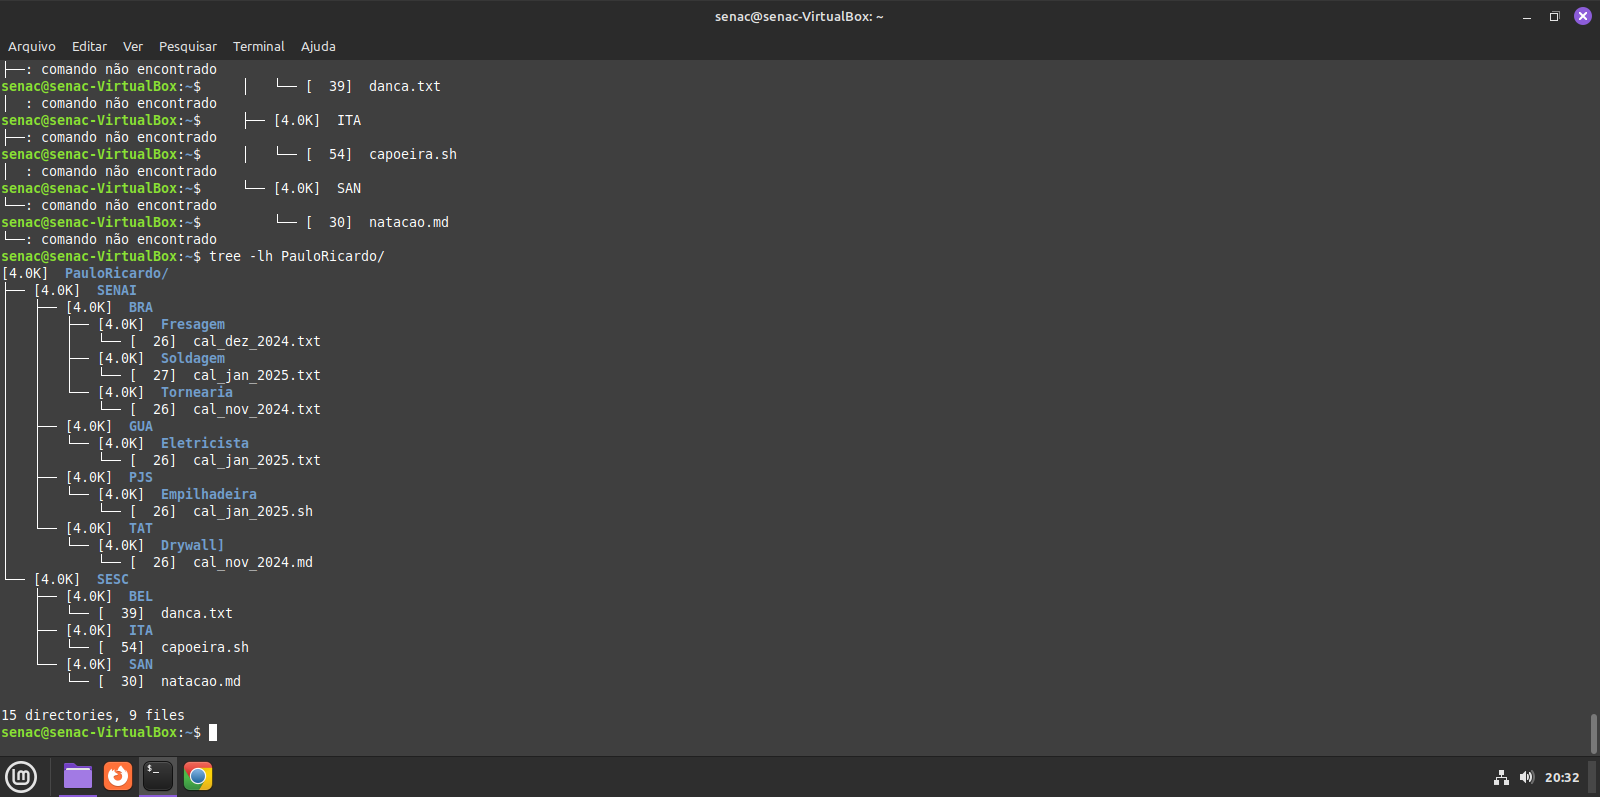 senac@senac-VirtualBox: ~
Arquivo Editar Ver Pesquisar Terminal Ajuda
├──: comando não encontrado
senac@senac-VirtualBox:~$     │   └── [  39]  danca.txt
│  : comando não encontrado
senac@senac-VirtualBox:~$     ├── [4.0K]  ITA
├──: comando não encontrado
senac@senac-VirtualBox:~$     │   └── [  54]  capoeira.sh
│  : comando não encontrado
senac@senac-VirtualBox:~$     └── [4.0K]  SAN
└──: comando não encontrado
senac@senac-VirtualBox:~$         └── [  30]  natacao.md
└──: comando não encontrado
senac@senac-VirtualBox:~$ tree -lh PauloRicardo/
[4.0K]  PauloRicardo/
├── [4.0K]  SENAI
│   ├── [4.0K]  BRA
│   │   ├── [4.0K]  Fresagem
│   │   │   └── [  26]  cal_dez_2024.txt
│   │   ├── [4.0K]  Soldagem
│   │   │   └── [  27]  cal_jan_2025.txt
│   │   └── [4.0K]  Tornearia
│   │       └── [  26]  cal_nov_2024.txt
│   ├── [4.0K]  GUA
│   │   └── [4.0K]  Eletricista
│   │       └── [  26]  cal_jan_2025.txt
│   ├── [4.0K]  PJS
│   │   └── [4.0K]  Empilhadeira
│   │       └── [  26]  cal_jan_2025.sh
│   └── [4.0K]  TAT
│       └── [4.0K]  Drywall]
│           └── [  26]  cal_nov_2024.md
└── [4.0K]  SESC
    ├── [4.0K]  BEL
    │   └── [  39]  danca.txt
    ├── [4.0K]  ITA
    │   └── [  54]  capoeira.sh
    └── [4.0K]  SAN
        └── [  30]  natacao.md
15 directories, 9 files
senac@senac-VirtualBox:~$
20:32